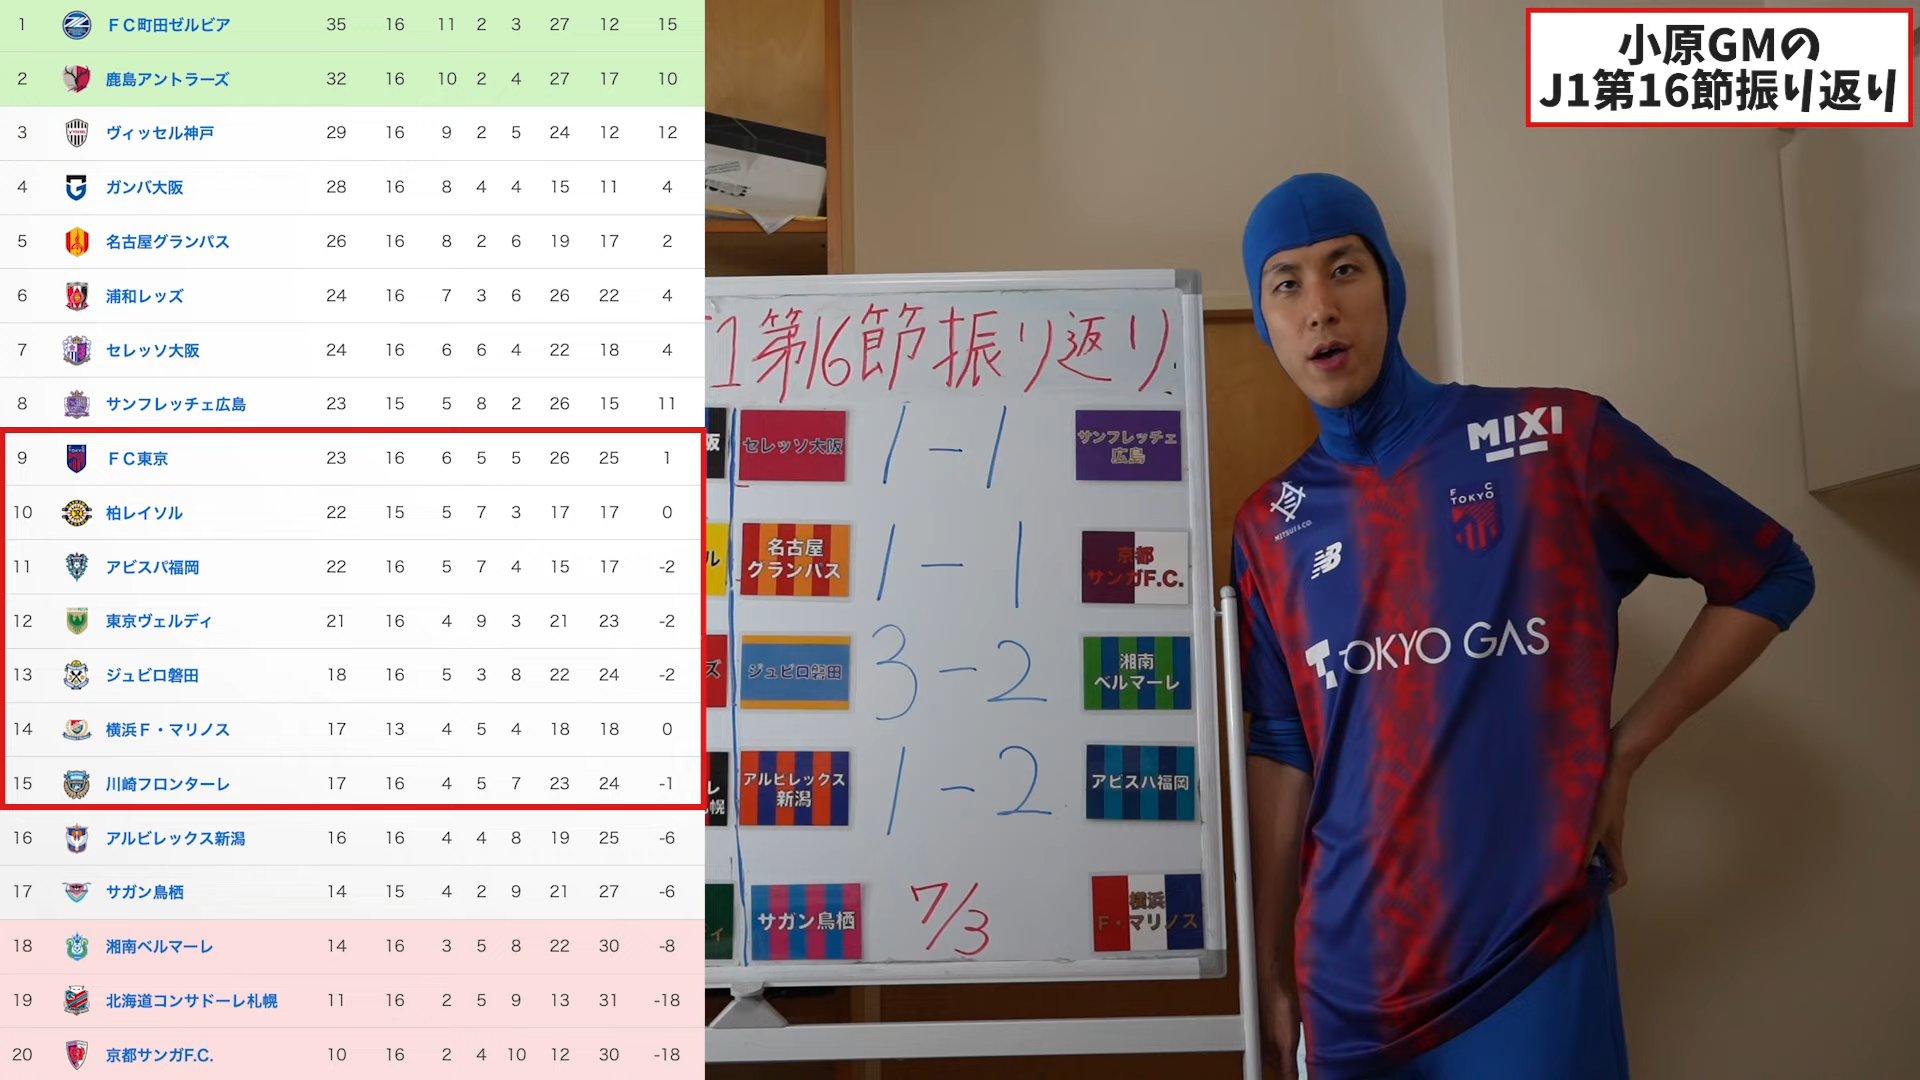 1 ＦＣ町田ゼルビア 35 16 11 2 3 27 12 15
2 鹿島アントラーズ 32 16 10 2 4 27 17 10
3 ヴィッセル神戸 29 16 9 2 5 24 12 12
4 ガンバ大阪 28 16 8 4 4 15 11 4
5 名古屋グランパス 26 16 8 2 6 19 17 2
6 浦和レッズ 24 16 7 3 6 26 22 4
7 セレッソ大阪 24 16 6 6 4 22 18 4
8 サンフレッチェ広島 23 15 5 8 2 26 15 11
9 ＦＣ東京 23 16 6 5 5 26 25 1
10 柏レイソル 22 15 5 7 3 17 17 0
11 アビスパ福岡 22 16 5 7 4 15 17 -2
12 東京ヴェルディ 21 16 4 9 3 21 23 -2
13 ジュビロ磐田 18 16 5 3 8 22 24 -2
14 横浜Ｆ・マリノス 17 13 4 5 4 18 18 0
15 川崎フロンターレ 17 16 4 5 7 23 24 -1
16 アルビレックス新潟 16 16 4 4 8 19 25 -6
17 サガン鳥栖 14 15 4 2 9 21 27 -6
18 湘南ベルマーレ 14 16 3 5 8 22 30 -8
19 北海道コンサドーレ札幌 11 16 2 5 9 13 31 -18
20 京都サンガF.C. 10 16 2 4 10 12 30 -18
小原GMの
J1第16節振り返り
J1第16節振り返り
阪
セレッソ大阪
1-1
サンフレッチェ
広島
ル
名古屋
グランパス
1-1
京都
サンガF.C.
ズ
ジュビロ磐田
3-2
湘南
ベルマーレ
レ
幌
アルビレックス
新潟
1-2
アビスパ福岡
ィ
サガン鳥栖
7/3
横浜
F・マリノス
MIXI
MITSUI&CO.
F C
TOKYO
NB
TOKYO GAS